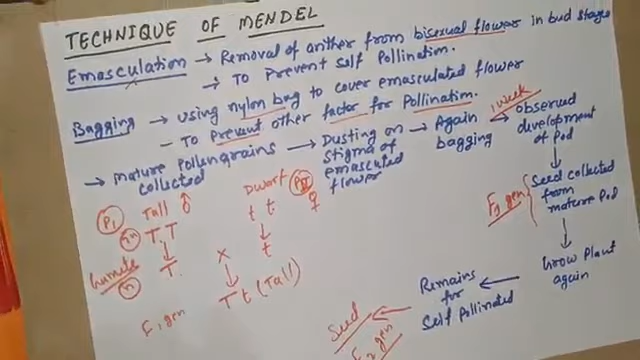 TECHNIQUE OF MENDEL
Emasculation → Removal of anther from bisexual flower in bud stage
→ To Prevent Self Pollination.
Bagging → using nylon bag to cover emasculated flower
- To Prevent other factor for Pollination.
→ Mature Pollengrains collected → Dusting on stigma of emasculated flower → Again bagging
1 week
observed development of Pod
F1 gen { Seed collected from mature Pod
Grow Plant again
Remains for Self Pollinated
Seed
F2 gen
P1 Tall ♂ Dwarf ♀
2n T T t t
Gamete n T. × t
F1 gen T t (Tall)